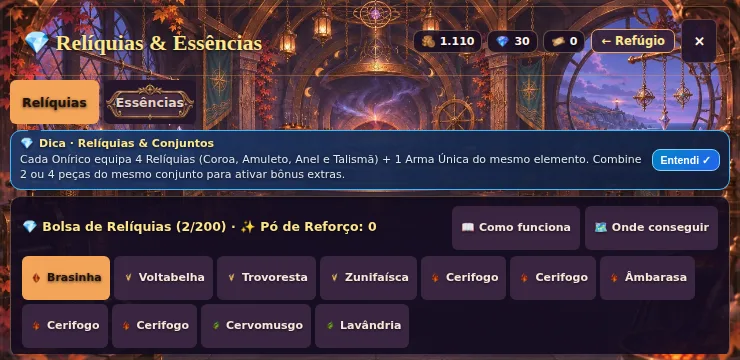 Relíquias & Essências
1.110
30
0
← Refúgio
×
Relíquias
Essências
Dica · Relíquias & Conjuntos
Cada Onírico equipa 4 Relíquias (Coroa, Amuleto, Anel e Talismã) + 1 Arma Única do mesmo elemento. Combine
2 ou 4 peças do mesmo conjunto para ativar bônus extras.
Entendi ✓
Bolsa de Relíquias (2/200) · ✨ Pó de Reforço: 0
Como funciona
Onde conseguir
Brasinha
Voltabelha
Trovoresta
Zunifaísca
Cerifogo
Cerifogo
Âmbarasa
Cerifogo
Cerifogo
Cervomusgo
Lavândria